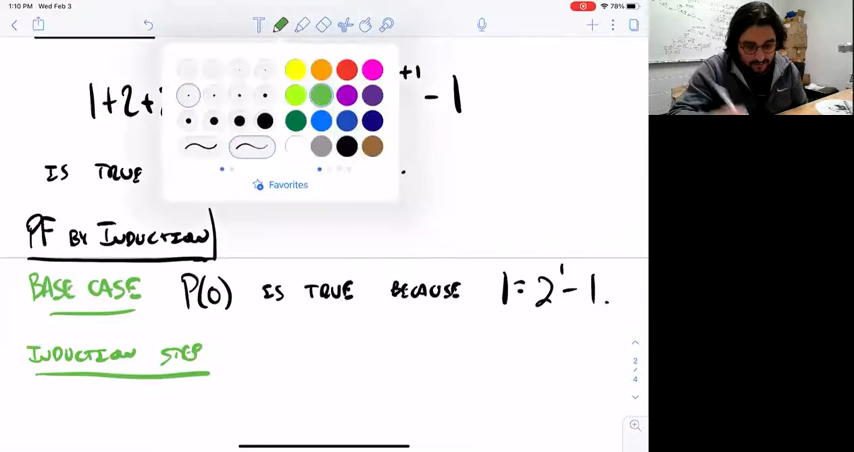 1:10 PM Wed Feb 3
76%
T
1+2+
+1
- 1
IS TRUE
.
Favorites
PF BY INDUCTION
BASE CASE P(0) IS TRUE BECAUSE 1 = 2¹ - 1.
INDUCTION STEP
2
/
4